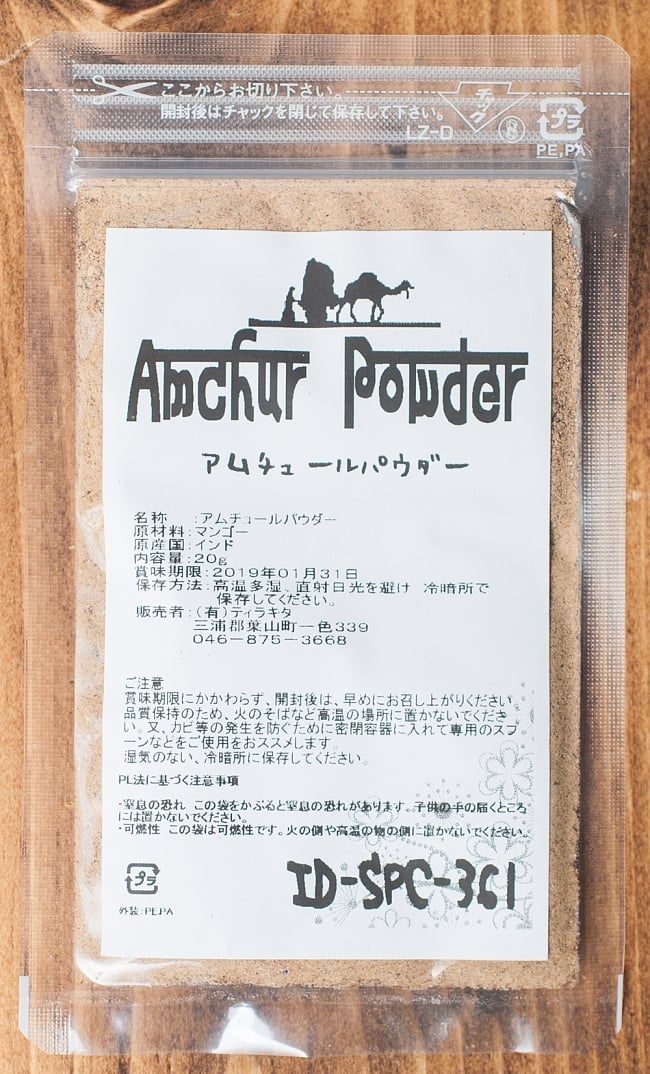 ここからお切り下さい。
開封後はチャックを閉じて保存して下さい。
チャック
LZ-D
8
プラ
PE,PA
Amchur Powder
アムチュールパウダー
名称　：アムチュールパウダー
原材料：マンゴー
原産国：インド
内容量：20g
賞味期限：2019年01月31日
保存方法：高温多湿、直射日光を避け 冷暗所で
保存してください。
販売者：(有)ティラキタ
三浦郡葉山町一色339
046-875-3668
ご注意
賞味期限にかかわらず、開封後は、早めにお召し上がりください
品質保持のため、火のそばなど高温の場所に置かないでくださ
い。又、カビ等の発生を防ぐために密閉容器に入れて専用のスプ
ーンなどをご使用をおススメします。
湿気のない、冷暗所に保存してください。
PL法に基づく注意事項
・窒息の恐れ この袋をかぶると窒息の恐れがあります。子供の手の届くところ
には置かないでください。
・可燃性 この袋は可燃性です。火の側や高温の物の側に置かないでください。
プラ
外装：PE,PA
ID-SPC-361